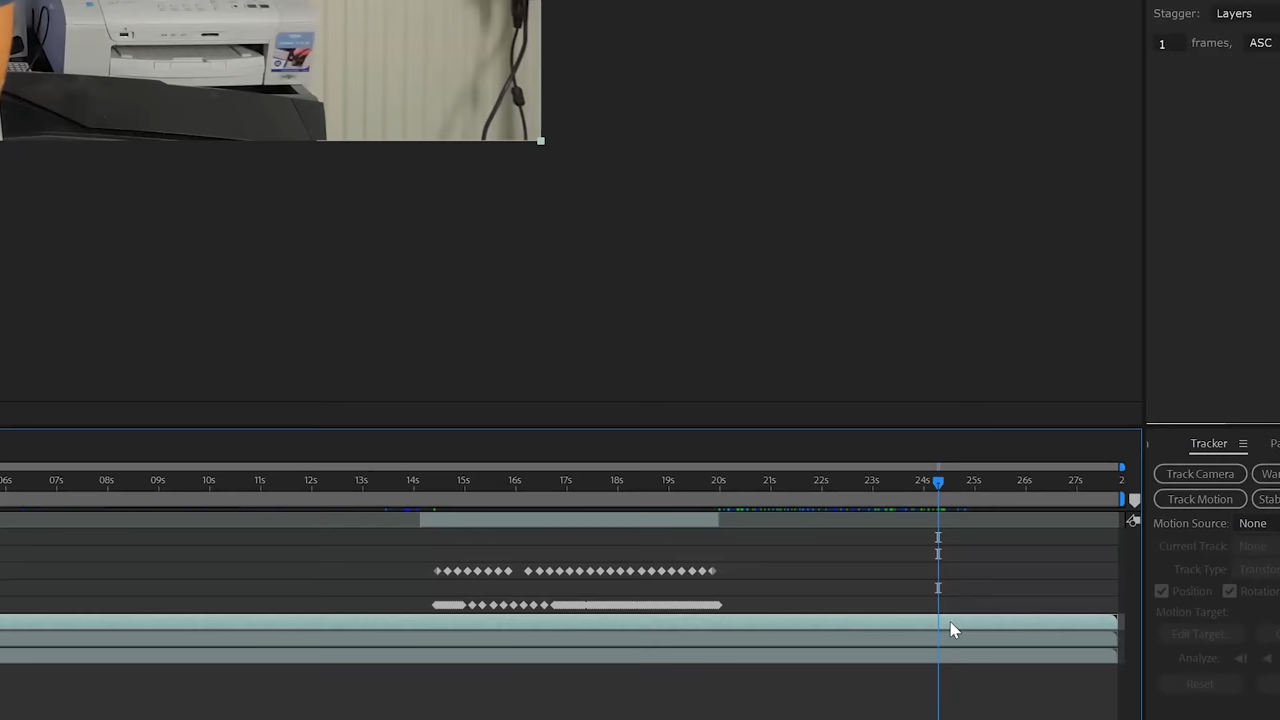 Stagger: Layers
1 frames, ASC
Tracker
Track Camera
Track Motion
Motion Source: None
Current Track: None
Track Type:
Position
Motion Target:
Edit Target...
Analyze:
Reset
06s 07s 08s 09s 10s 11s 12s 13s 14s 15s 16s 17s 18s 19s 20s 21s 22s 23s 24s 25s 26s 27s 2